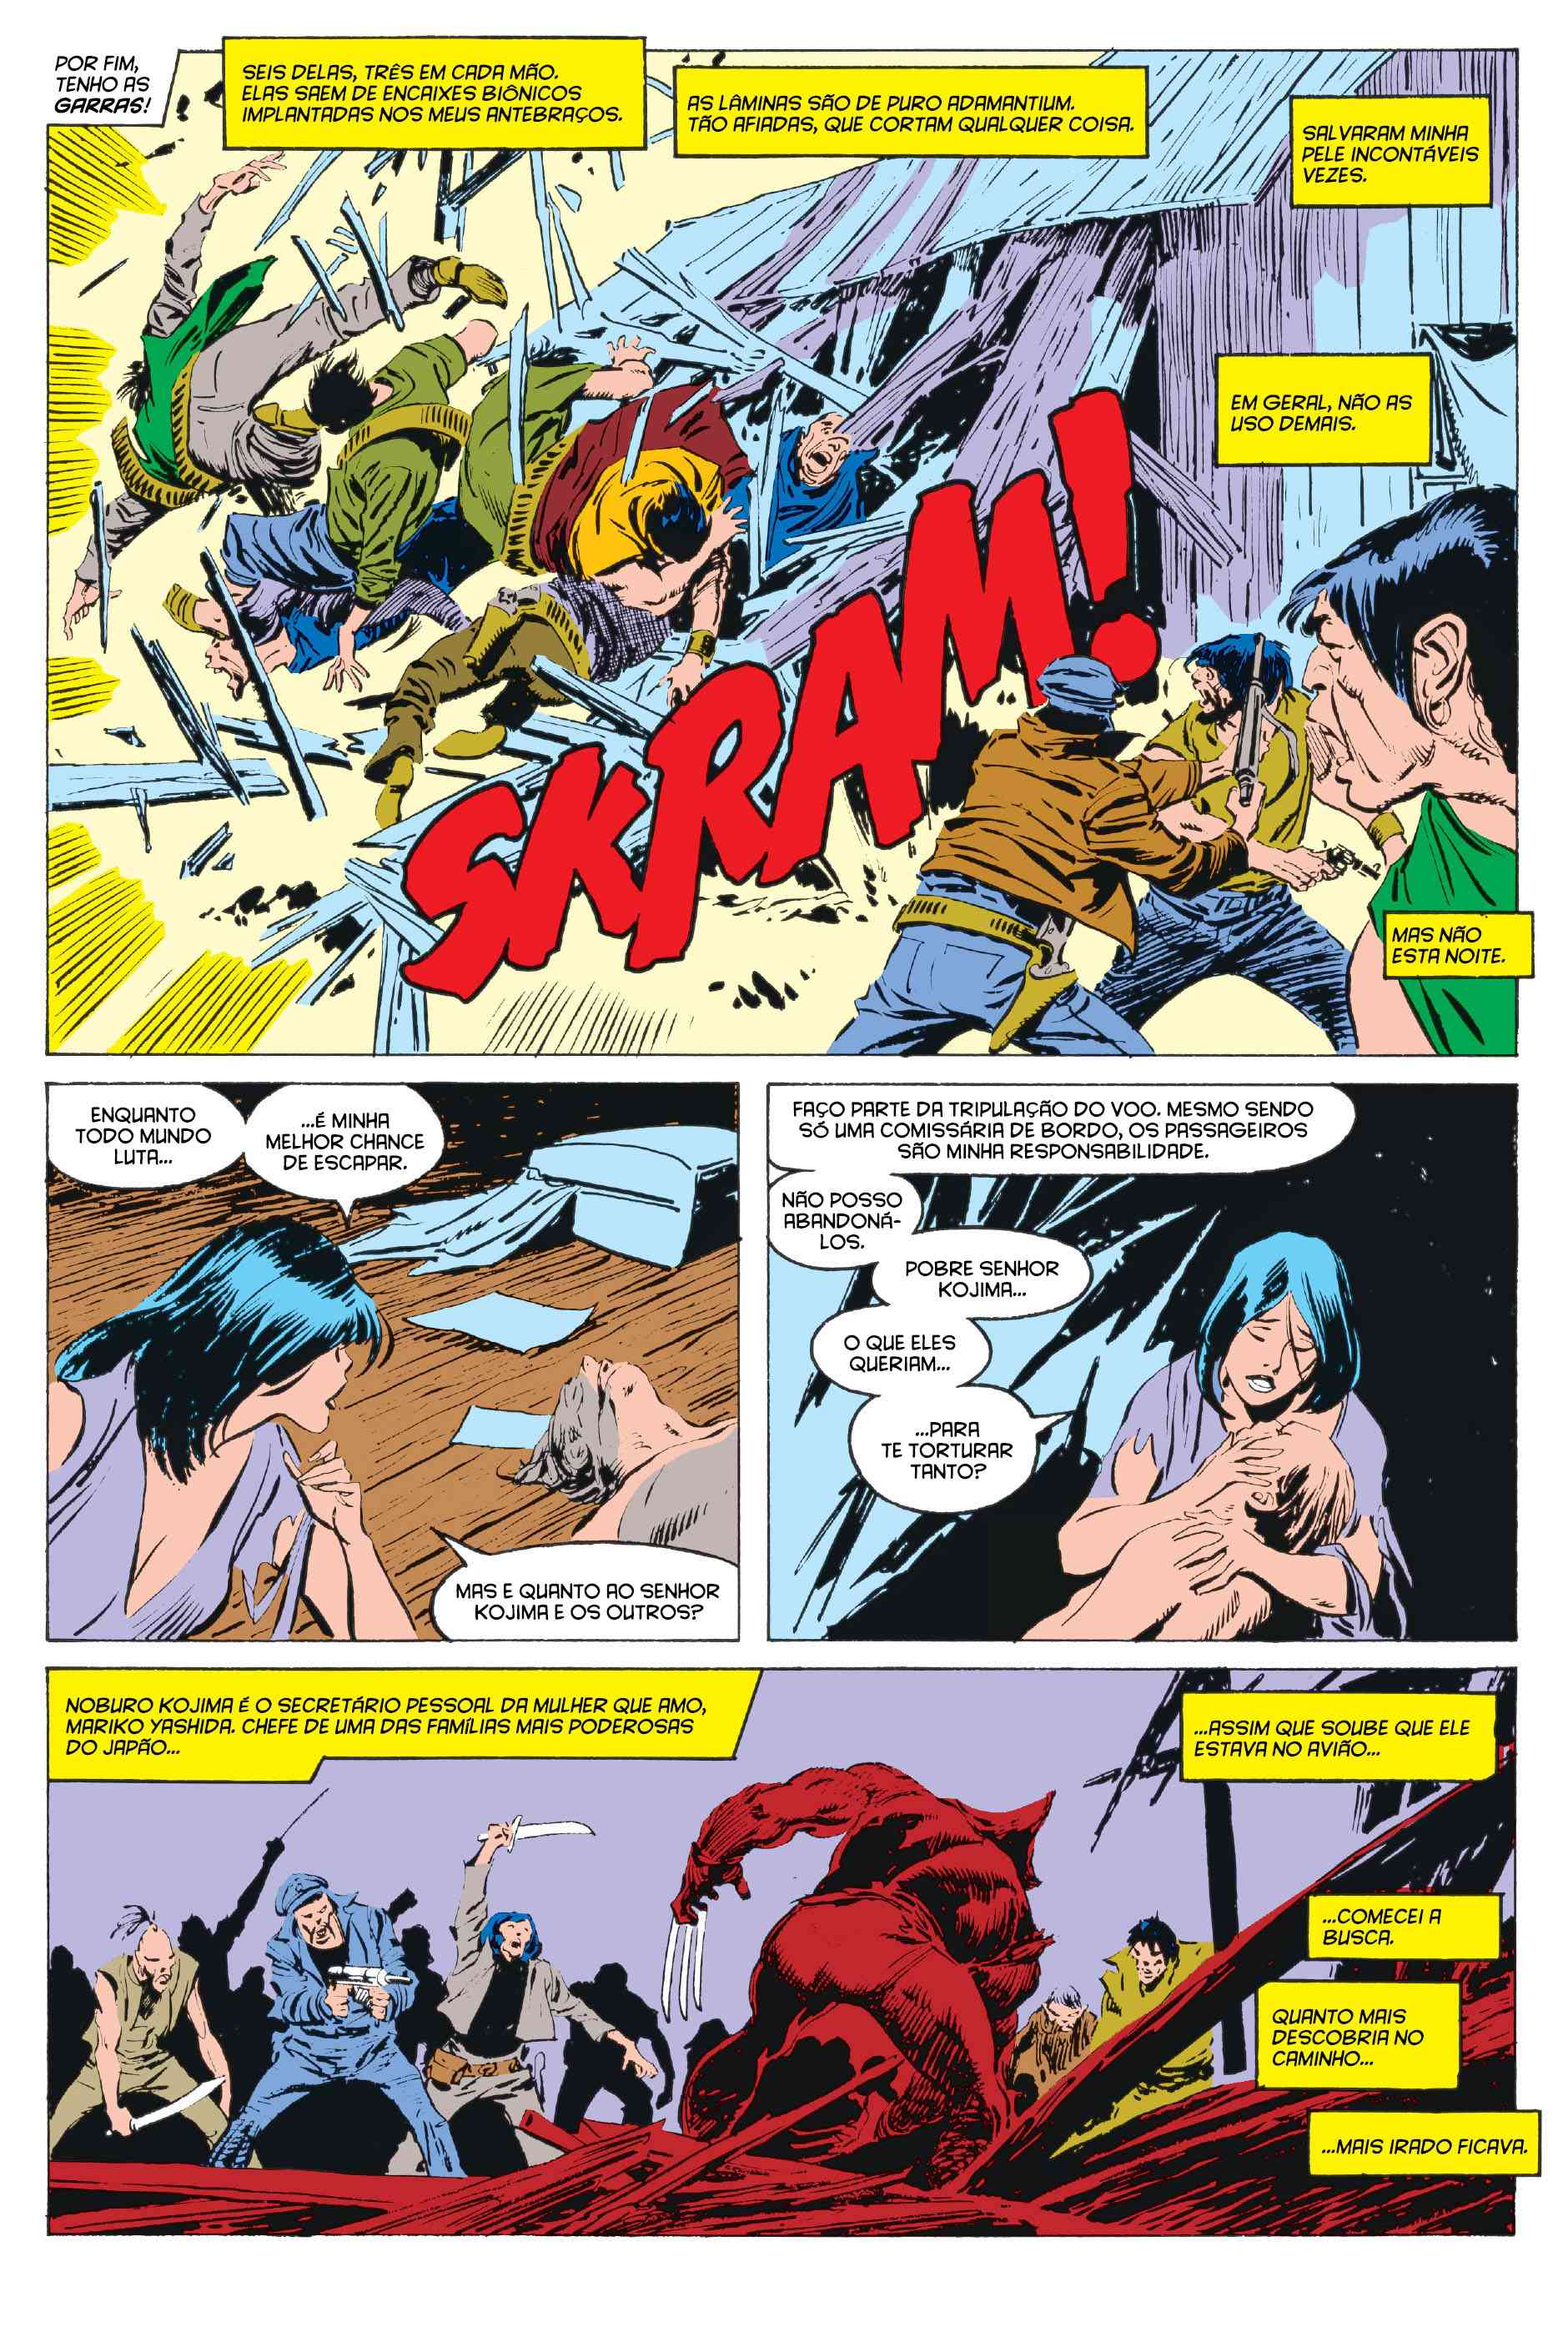 POR FIM,
TENHO AS
GARRAS!
SEIS DELAS, TRÊS EM CADA MÃO.
ELAS SAEM DE ENCAIXES BIÔNICOS
IMPLANTADAS NOS MEUS ANTEBRAÇOS.
AS LÂMINAS SÃO DE PURO ADAMANTIUM.
TÃO AFIADAS, QUE CORTAM QUALQUER COISA.
SALVARAM MINHA
PELE INCONTÁVEIS
VEZES.
EM GERAL, NÃO AS
USO DEMAIS.
SKRAM!
MAS NÃO
ESTA NOITE.
ENQUANTO
TODO MUNDO
LUTA...
...É MINHA
MELHOR CHANCE
DE ESCAPAR.
MAS E QUANTO AO SENHOR
KOJIMA E OS OUTROS?
FAÇO PARTE DA TRIPULAÇÃO DO VOO. MESMO SENDO
SÓ UMA COMISSÁRIA DE BORDO, OS PASSAGEIROS
SÃO MINHA RESPONSABILIDADE.
NÃO POSSO
ABANDONÁ-
LOS.
POBRE SENHOR
KOJIMA...
O QUE ELES
QUERIAM...
...PARA
TE TORTURAR
TANTO?
NOBURO KOJIMA É O SECRETÁRIO PESSOAL DA MULHER QUE AMO,
MARIKO YASHIDA. CHEFE DE UMA DAS FAMÍLIAS MAIS PODEROSAS
DO JAPÃO...
...ASSIM QUE SOUBE QUE ELE
ESTAVA NO AVIÃO...
...COMECEI A
BUSCA.
QUANTO MAIS
DESCOBRIA NO
CAMINHO...
...MAIS IRADO FICAVA.